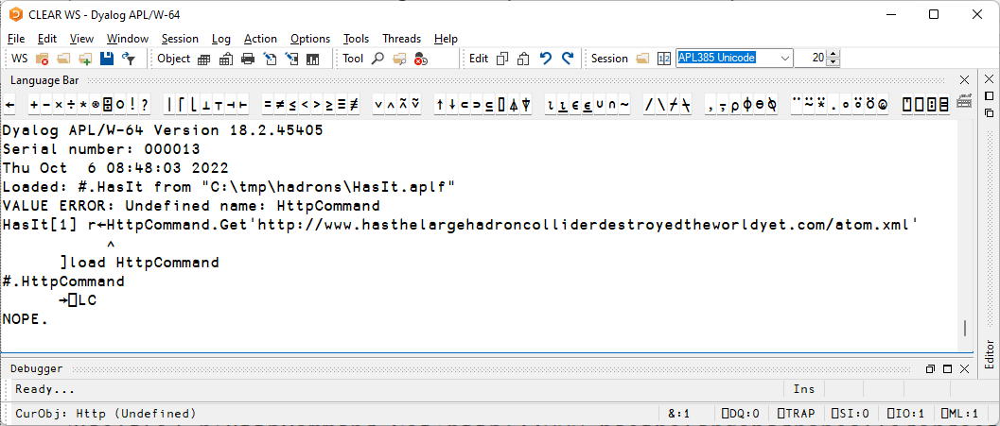 CLEAR WS - Dyalog APL/W-64
File Edit View Window Session Log Action Options Tools Threads Help
WS Object Tool Edit Session APL385 Unicode 20
Language Bar
← +-×÷*⍟⌹○!? |⌈⌊⊥⊤⊣⊢ =≠≤<>≥≡≢ ∨∧⍲⍱ ↑↓⊂⊃⊆⌷⍋⍒ ⍳⍸∊⍷∪∩~ /\⌿⍀ ,⍪⍴⌽⊖⍉ ¨⍨⍣.∘⍤⍥@ ⍞⎕⍠⌸
Dyalog APL/W-64 Version 18.2.45405
Serial number: 000013
Thu Oct  6 08:48:03 2022
Loaded: #.HasIt from "C:\tmp\hadrons\HasIt.aplf"
VALUE ERROR: Undefined name: HttpCommand
HasIt[1] r←HttpCommand.Get'http://www.hasthelargehadroncolliderdestroyedtheworldyet.com/atom.xml'
           ∧
      ]load HttpCommand
#.HttpCommand
      →⎕LC
NOPE.
Editor
Debugger
Ready... Ins
CurObj: Http (Undefined) &:1 ⎕DQ:0 ⎕TRAP ⎕SI:0 ⎕IO:1 ⎕ML:1